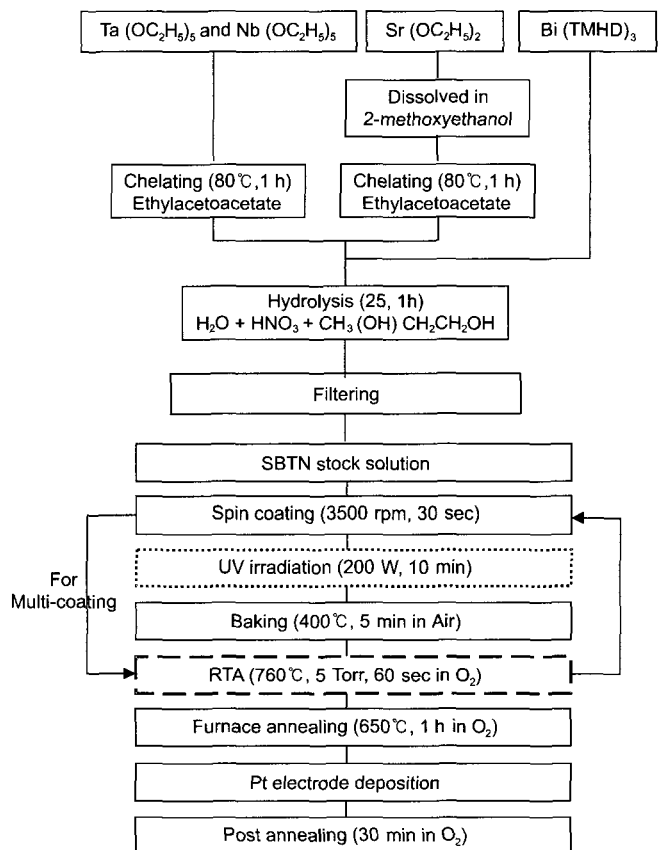 Ta (OC₂H₅)₅ and Nb (OC₂H₅)₅
Sr (OC₂H₅)₂
Bi (TMHD)₃
Dissolved in
2-methoxyethanol
Chelating (80℃,1 h)
Ethylacetoacetate
Chelating (80℃,1 h)
Ethylacetoacetate
Hydrolysis (25, 1h)
H₂O + HNO₃ + CH₃ (OH) CH₂CH₂OH
Filtering
SBTN stock solution
Spin coating (3500 rpm, 30 sec)
UV irradiation (200 W, 10 min)
For
Multi-coating
Baking (400℃, 5 min in Air)
RTA (760℃, 5 Torr, 60 sec in O₂)
Furnace annealing (650℃, 1 h in O₂)
Pt electrode deposition
Post annealing (30 min in O₂)